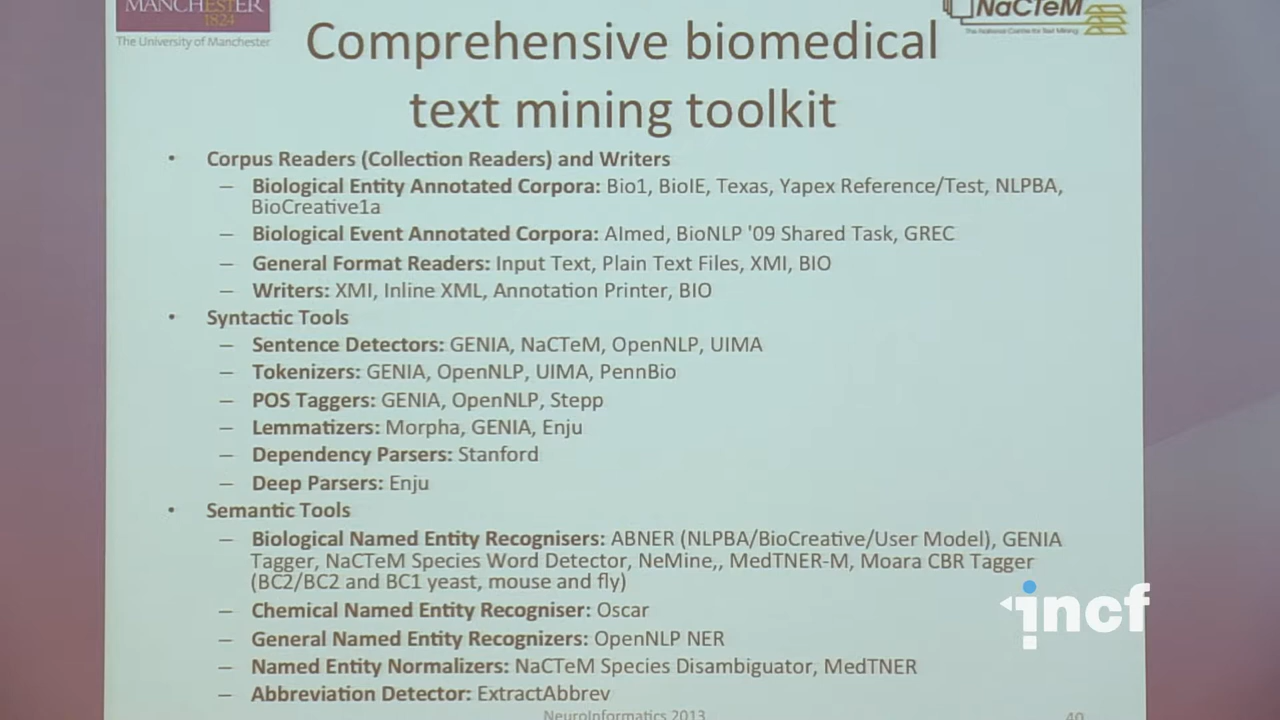 MANCHESTER
1824
The University of Manchester
NaCTeM
The National Centre for Text Mining
Comprehensive biomedical
text mining toolkit
• Corpus Readers (Collection Readers) and Writers
– Biological Entity Annotated Corpora: Bio1, BioIE, Texas, Yapex Reference/Test, NLPBA,
BioCreative1a
– Biological Event Annotated Corpora: AImed, BioNLP '09 Shared Task, GREC
– General Format Readers: Input Text, Plain Text Files, XMI, BIO
– Writers: XMI, Inline XML, Annotation Printer, BIO
• Syntactic Tools
– Sentence Detectors: GENIA, NaCTeM, OpenNLP, UIMA
– Tokenizers: GENIA, OpenNLP, UIMA, PennBio
– POS Taggers: GENIA, OpenNLP, Stepp
– Lemmatizers: Morpha, GENIA, Enju
– Dependency Parsers: Stanford
– Deep Parsers: Enju
• Semantic Tools
– Biological Named Entity Recognisers: ABNER (NLPBA/BioCreative/User Model), GENIA
Tagger, NaCTeM Species Word Detector, NeMine,, MedTNER-M, Moara CBR Tagger
(BC2/BC2 and BC1 yeast, mouse and fly)
– Chemical Named Entity Recogniser: Oscar
– General Named Entity Recognizers: OpenNLP NER
– Named Entity Normalizers: NaCTeM Species Disambiguator, MedTNER
– Abbreviation Detector: ExtractAbbrev
NeuroInformatics 2013
40
incf